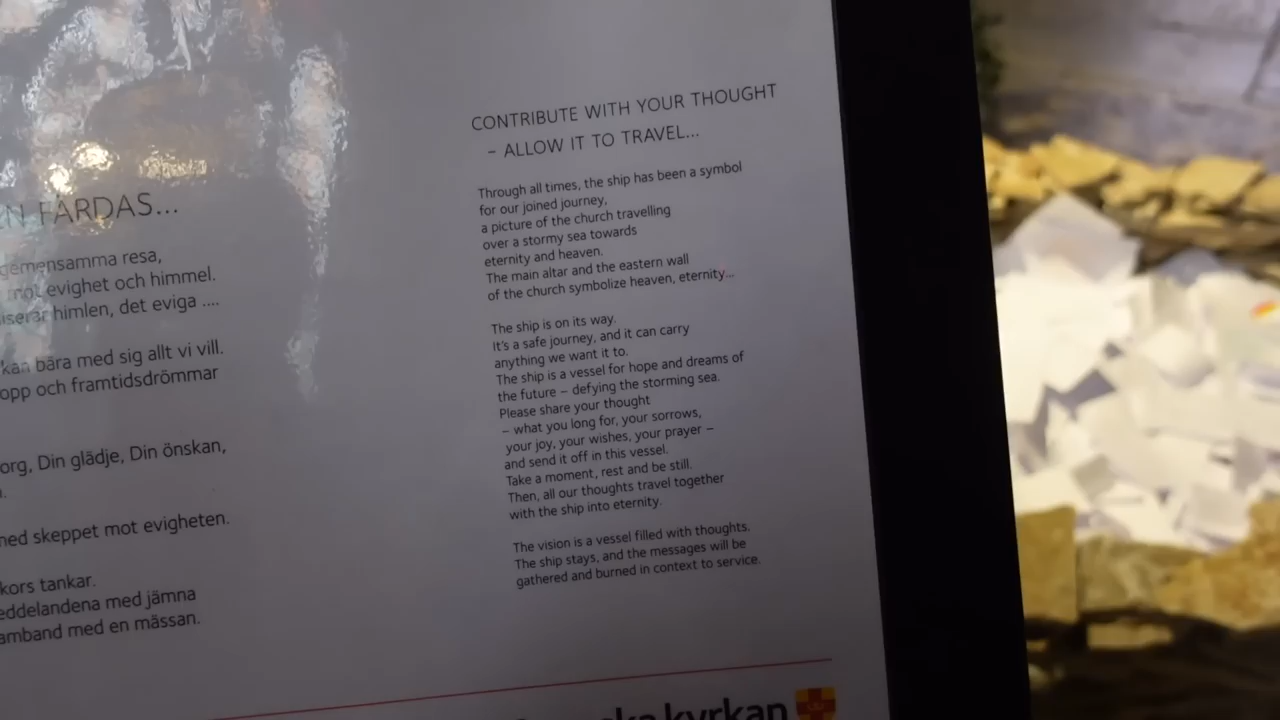 FÄRDAS...
gemensamma resa,
mot evighet och himmel.
himlen, det eviga ....
kan bära med sig allt vi vill.
opp och framtidsdrömmar
org, Din glädje, Din önskan,
med skeppet mot evigheten.
kors tankar.
eddelandena med jämna
amband med en mässan.
CONTRIBUTE WITH YOUR THOUGHT
– ALLOW IT TO TRAVEL...
Through all times, the ship has been a symbol
for our joined journey,
a picture of the church travelling
over a stormy sea towards
eternity and heaven.
The main altar and the eastern wall
of the church symbolize heaven, eternity...
The ship is on its way.
It's a safe journey, and it can carry
anything we want it to.
The ship is a vessel for hope and dreams of
the future – defying the storming sea.
Please share your thought
– what you long for, your sorrows,
your joy, your wishes, your prayer –
and send it off in this vessel.
Take a moment, rest and be still.
Then, all our thoughts travel together
with the ship into eternity.
The vision is a vessel filled with thoughts.
The ship stays, and the messages will be
gathered and burned in context to service.
kyrkan